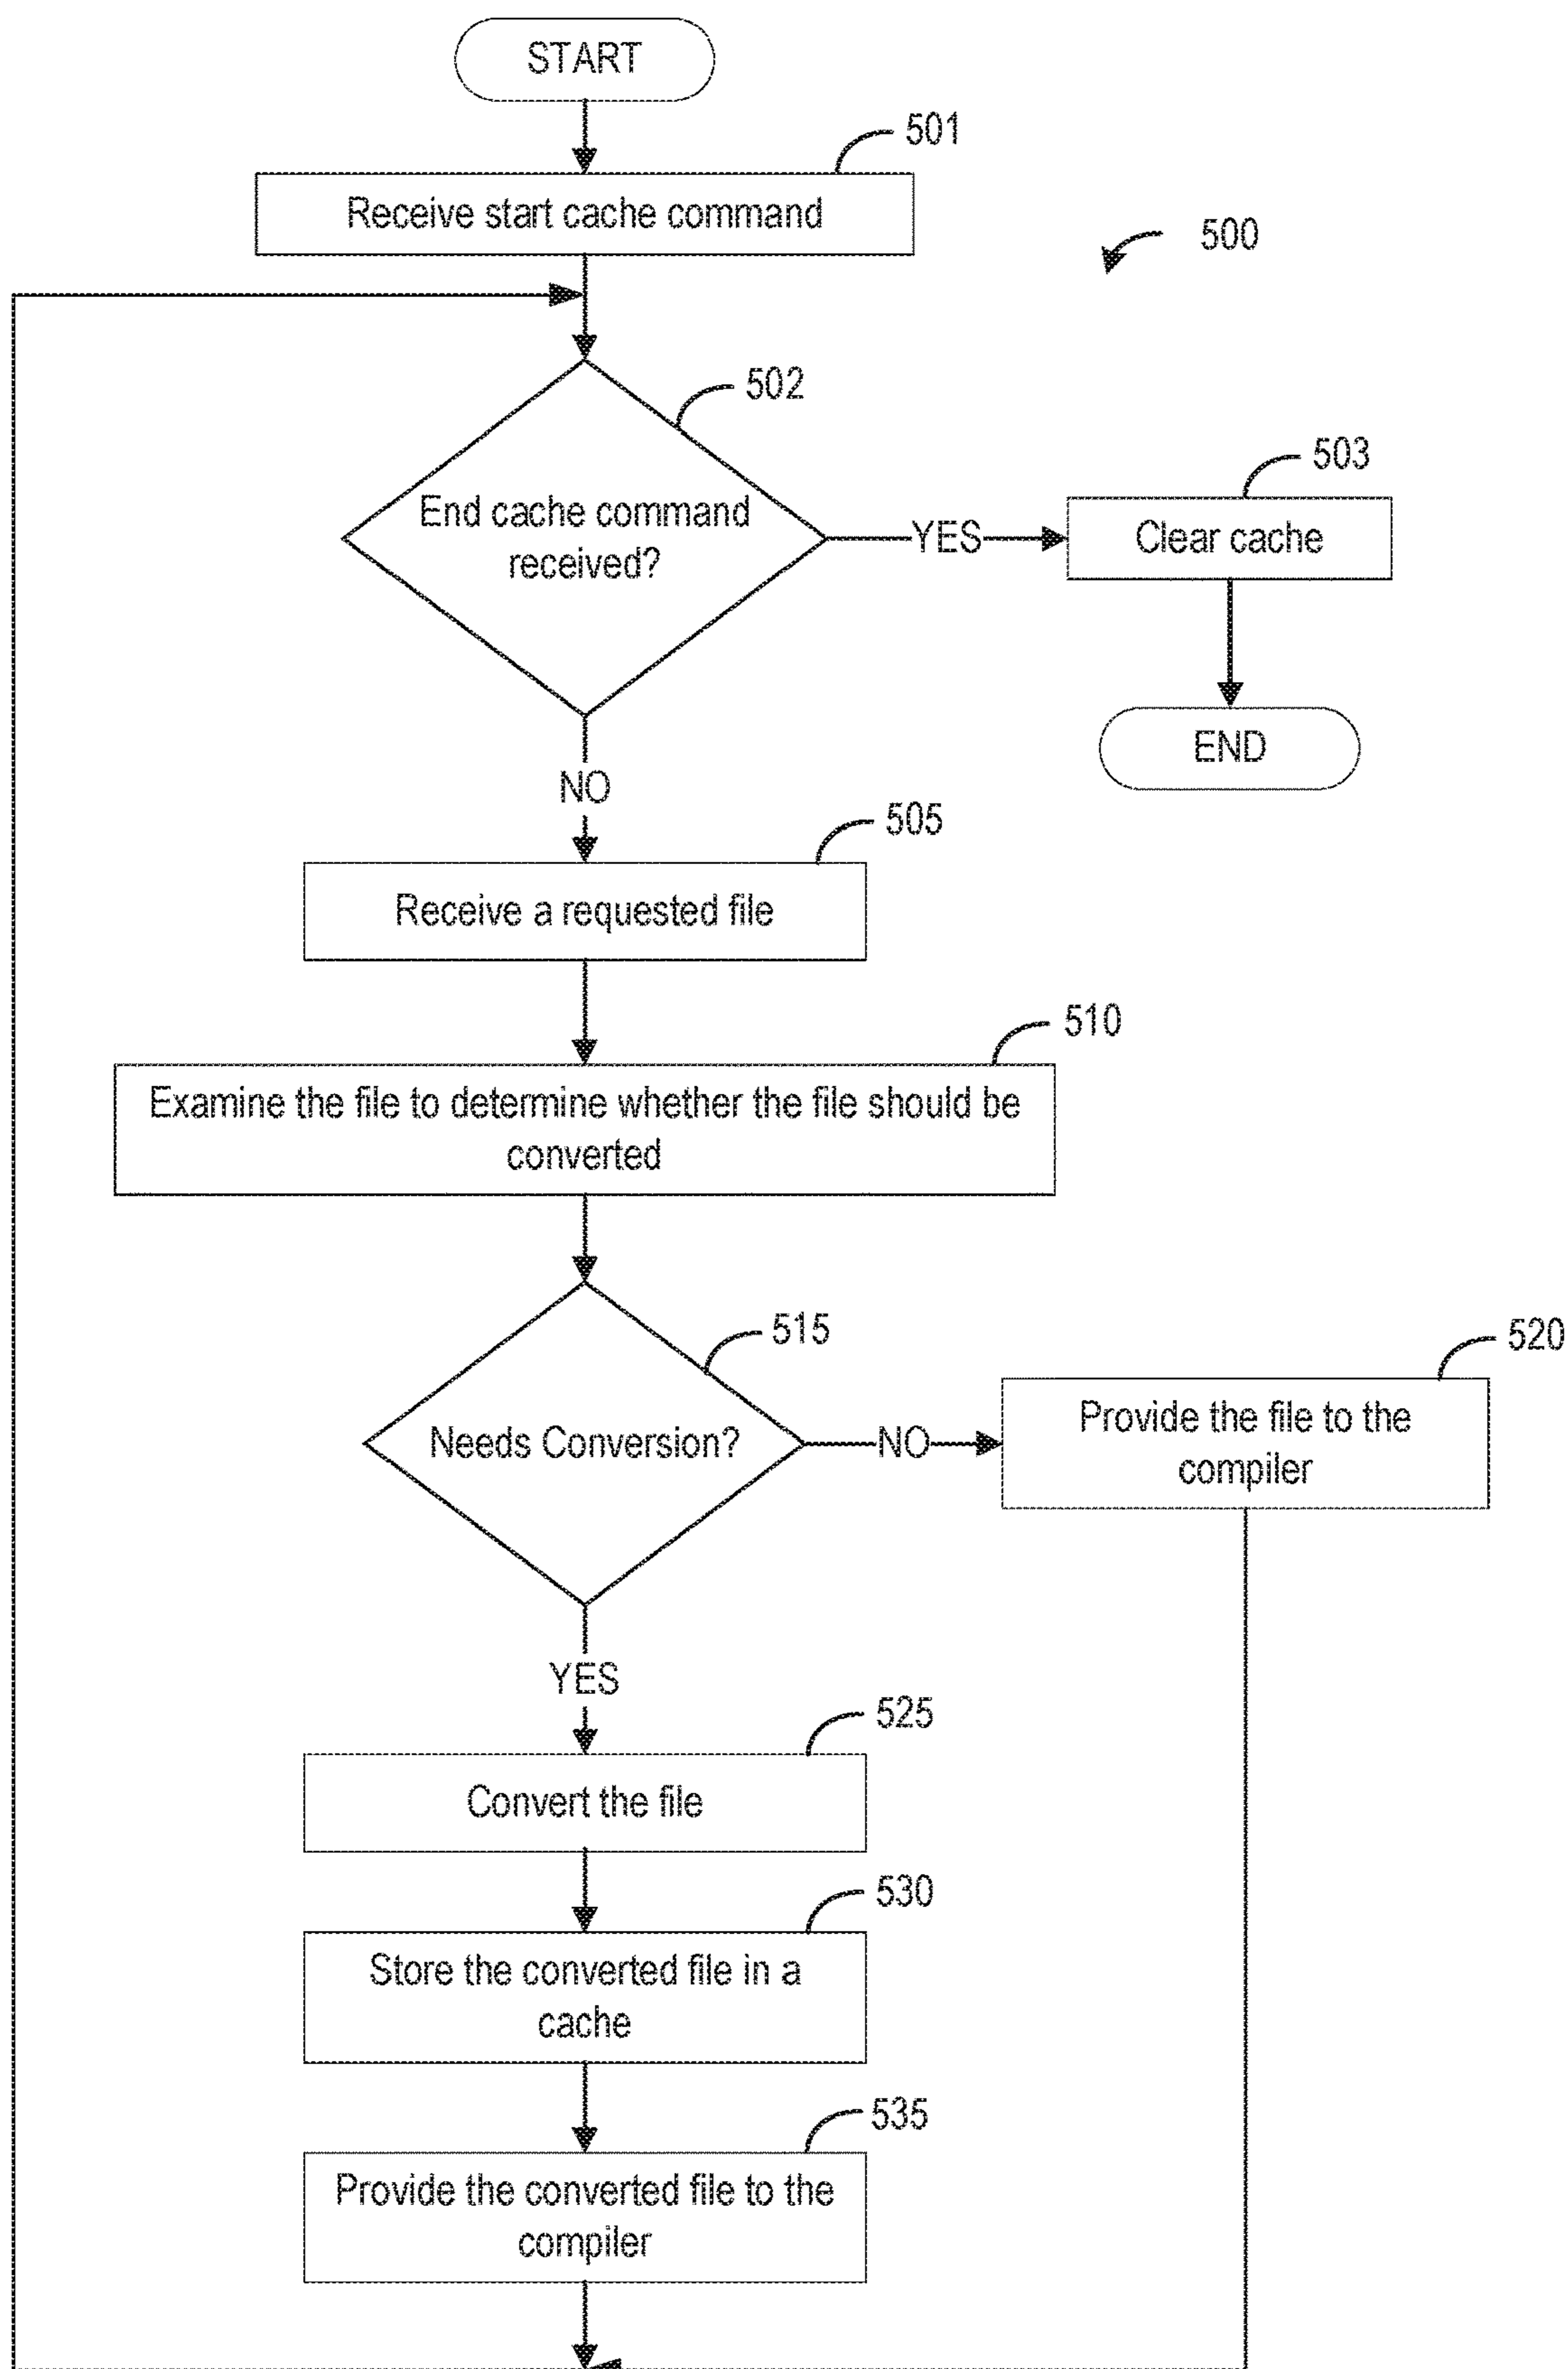 START
501
Receive start cache command
500
502
End cache command
received?
YES
503
Clear cache
END
NO
505
Receive a requested file
510
Examine the file to determine whether the file should be
converted
515
Needs Conversion?
NO
520
Provide the file to the
compiler
YES
525
Convert the file
530
Store the converted file in a
cache
535
Provide the converted file to the
compiler